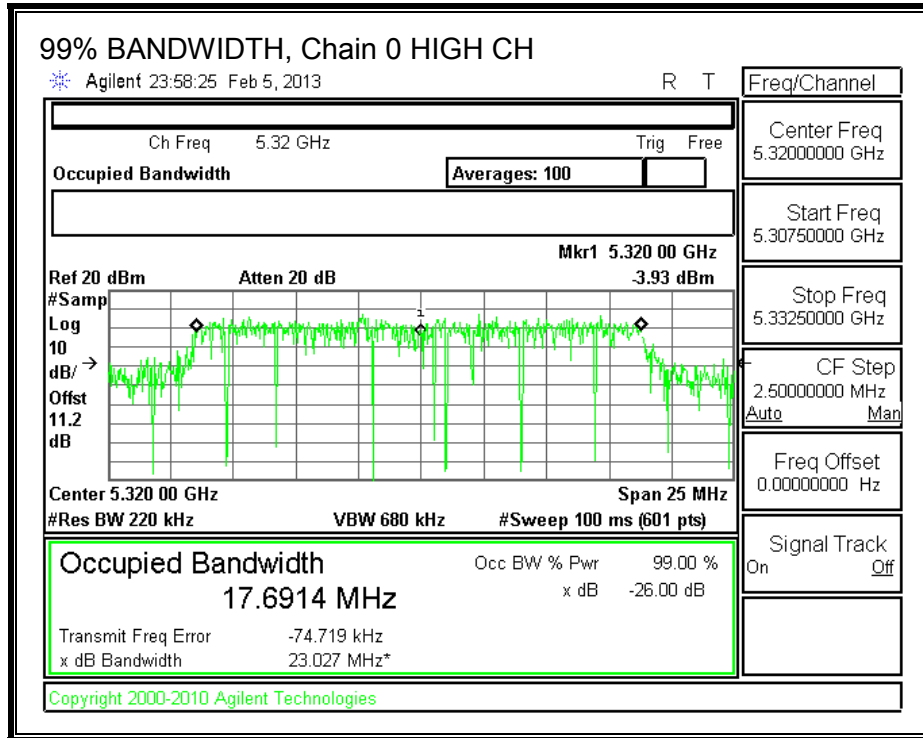 99% BANDWIDTH, Chain 0 HIGH CH
Agilent 23:58:25 Feb 5, 2013 R T
Freq/Channel
Ch Freq 5.32 GHz Trig Free
Occupied Bandwidth Averages: 100
Center Freq
5.32000000 GHz
Start Freq
5.30750000 GHz
Stop Freq
5.33250000 GHz
CF Step
2.50000000 MHz
Auto Man
Freq Offset
0.00000000 Hz
Signal Track
On Off
Mkr1 5.320 00 GHz
Ref 20 dBm Atten 20 dB -3.93 dBm
#Samp
Log
10
dB/
Offst
11.2
dB
1
Center 5.320 00 GHz Span 25 MHz
#Res BW 220 kHz VBW 680 kHz #Sweep 100 ms (601 pts)
Occupied Bandwidth
17.6914 MHz
Occ BW % Pwr 99.00 %
x dB -26.00 dB
Transmit Freq Error -74.719 kHz
x dB Bandwidth 23.027 MHz*
Copyright 2000-2010 Agilent Technologies